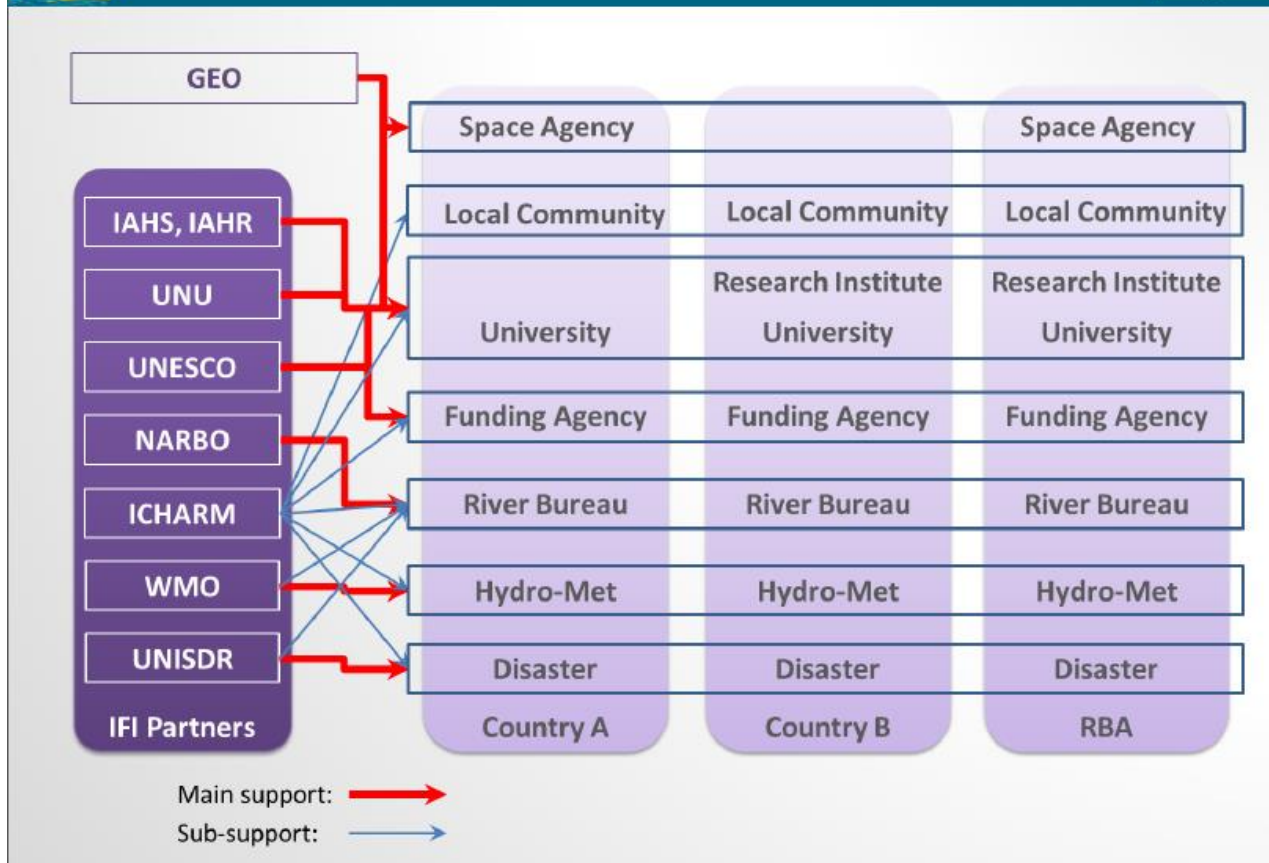 GEO
Space Agency
Space Agency
IAHS, IAHR
Local Community
Local Community
Local Community
UNU
Research Institute
Research Institute
University
University
University
UNESCO
Funding Agency
Funding Agency
Funding Agency
NARBO
ICHARM
River Bureau
River Bureau
River Bureau
WMO
Hydro-Met
Hydro-Met
Hydro-Met
UNISDR
Disaster
Disaster
Disaster
IFI Partners
Country A
Country B
RBA
Main support:
Sub-support: